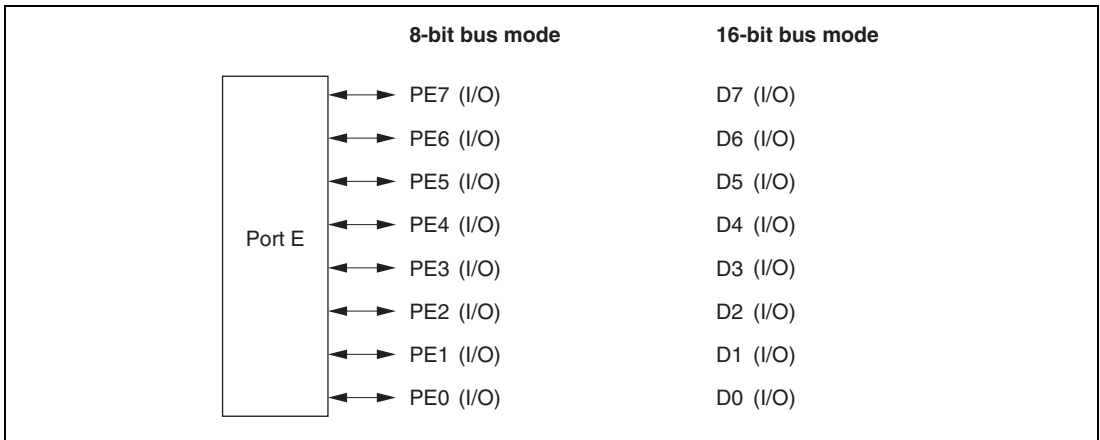 8-bit bus mode 16-bit bus mode
PE7 (I/O) D7 (I/O)
PE6 (I/O) D6 (I/O)
PE5 (I/O) D5 (I/O)
PE4 (I/O) D4 (I/O)
Port E
PE3 (I/O) D3 (I/O)
PE2 (I/O) D2 (I/O)
PE1 (I/O) D1 (I/O)
PE0 (I/O) D0 (I/O)